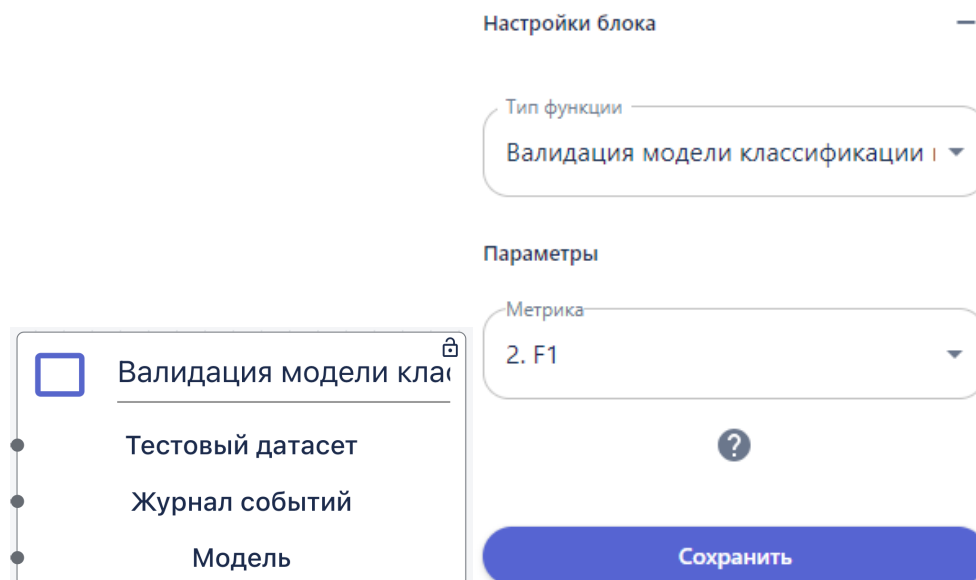 Настройки блока
Тип функции
Валидация модели классификации
Параметры
Метрика
2. F1
?
Сохранить
Валидация модели клас
Тестовый датасет
Журнал событий
Модель